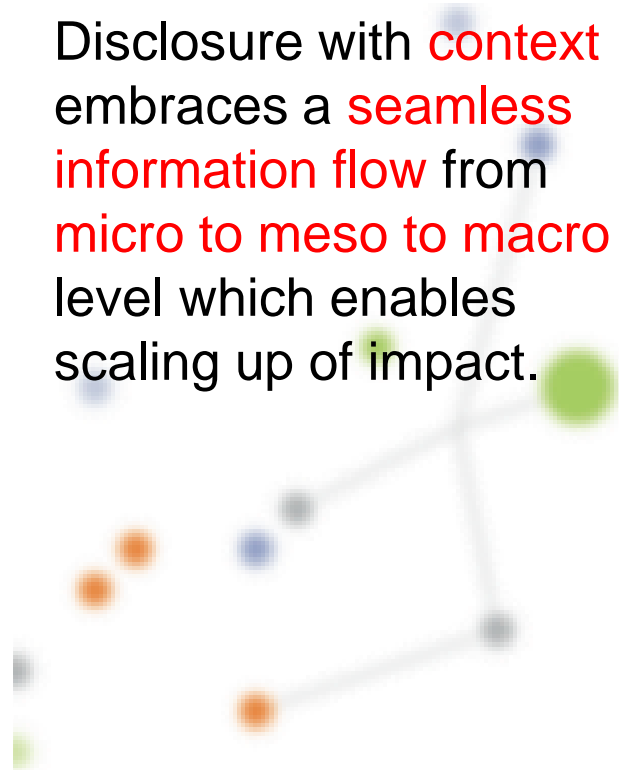 Disclosure with context
embraces a seamless
information flow from
micro to meso to macro
level which enables
scaling up of impact.